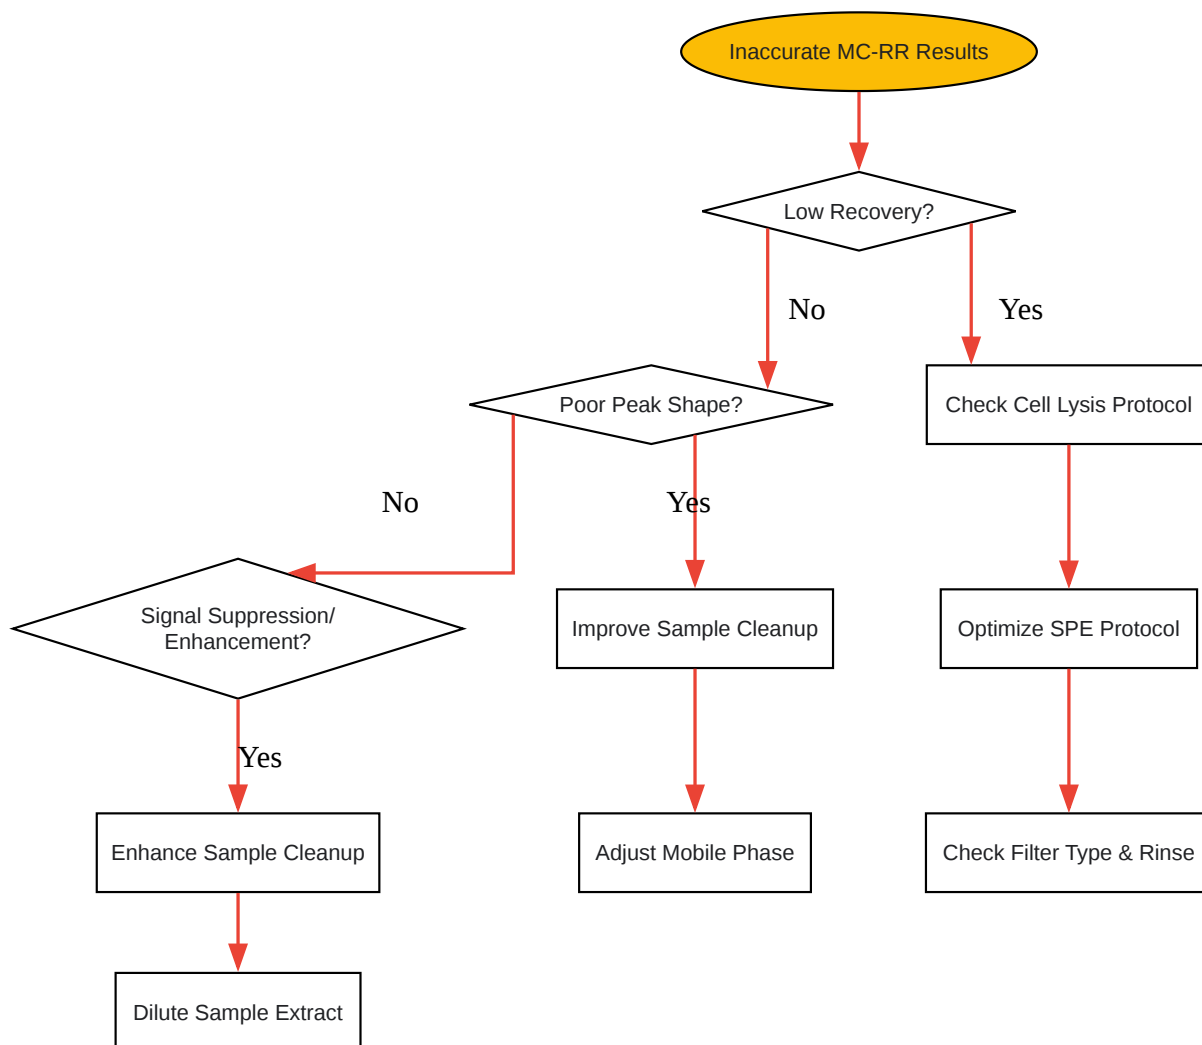 Inaccurate MC-RR Results
Low Recovery?
No
Yes
Poor Peak Shape?
Check Cell Lysis Protocol
No
Yes
Signal Suppression/
Enhancement?
Improve Sample Cleanup
Optimize SPE Protocol
Yes
Enhance Sample Cleanup
Adjust Mobile Phase
Check Filter Type & Rinse
Dilute Sample Extract